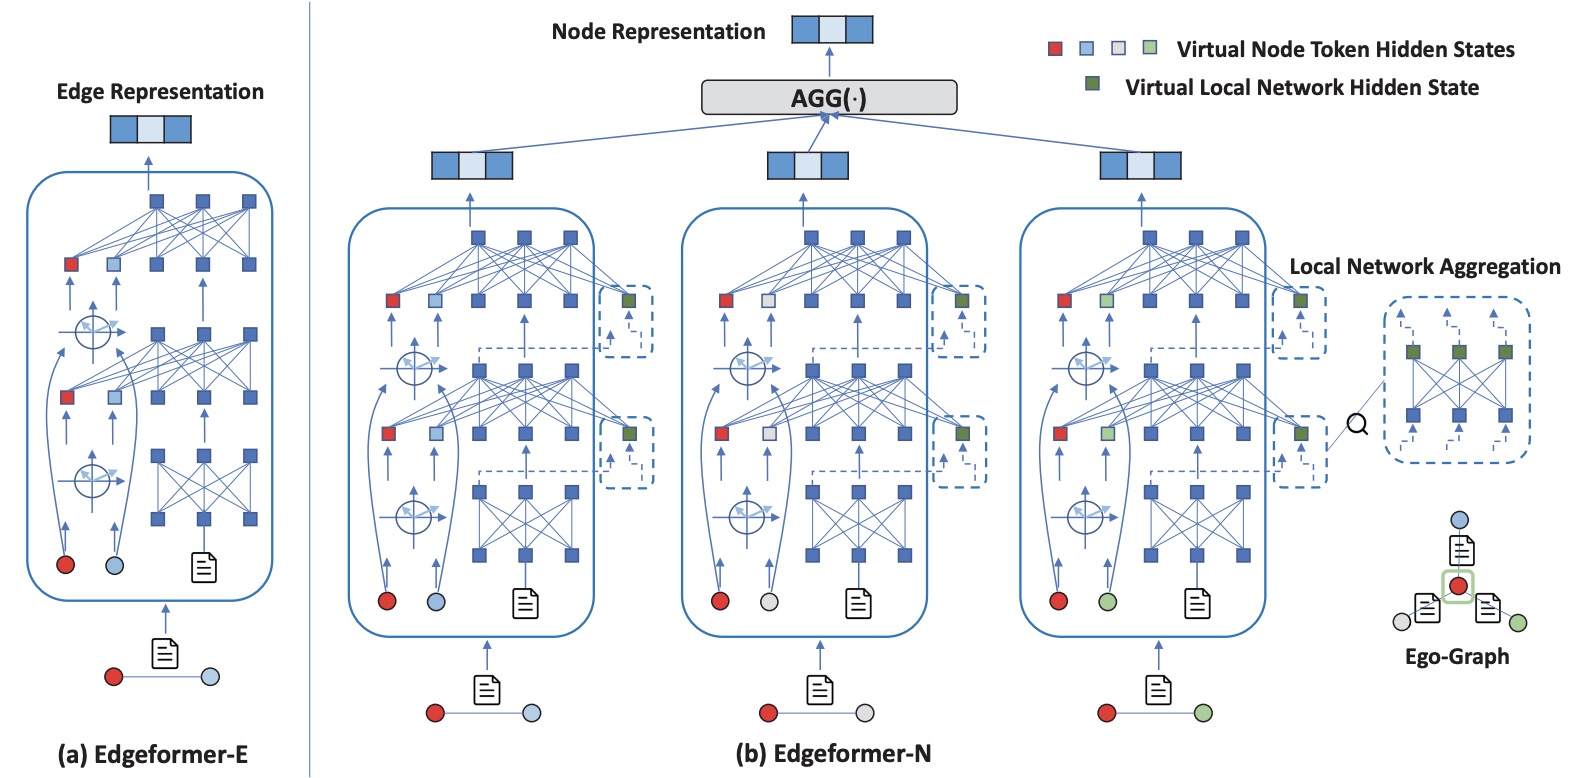 Edge Representation
(a) Edgeformer-E
Node Representation
AGG(·)
Virtual Node Token Hidden States
Virtual Local Network Hidden State
Local Network Aggregation
Ego-Graph
(b) Edgeformer-N